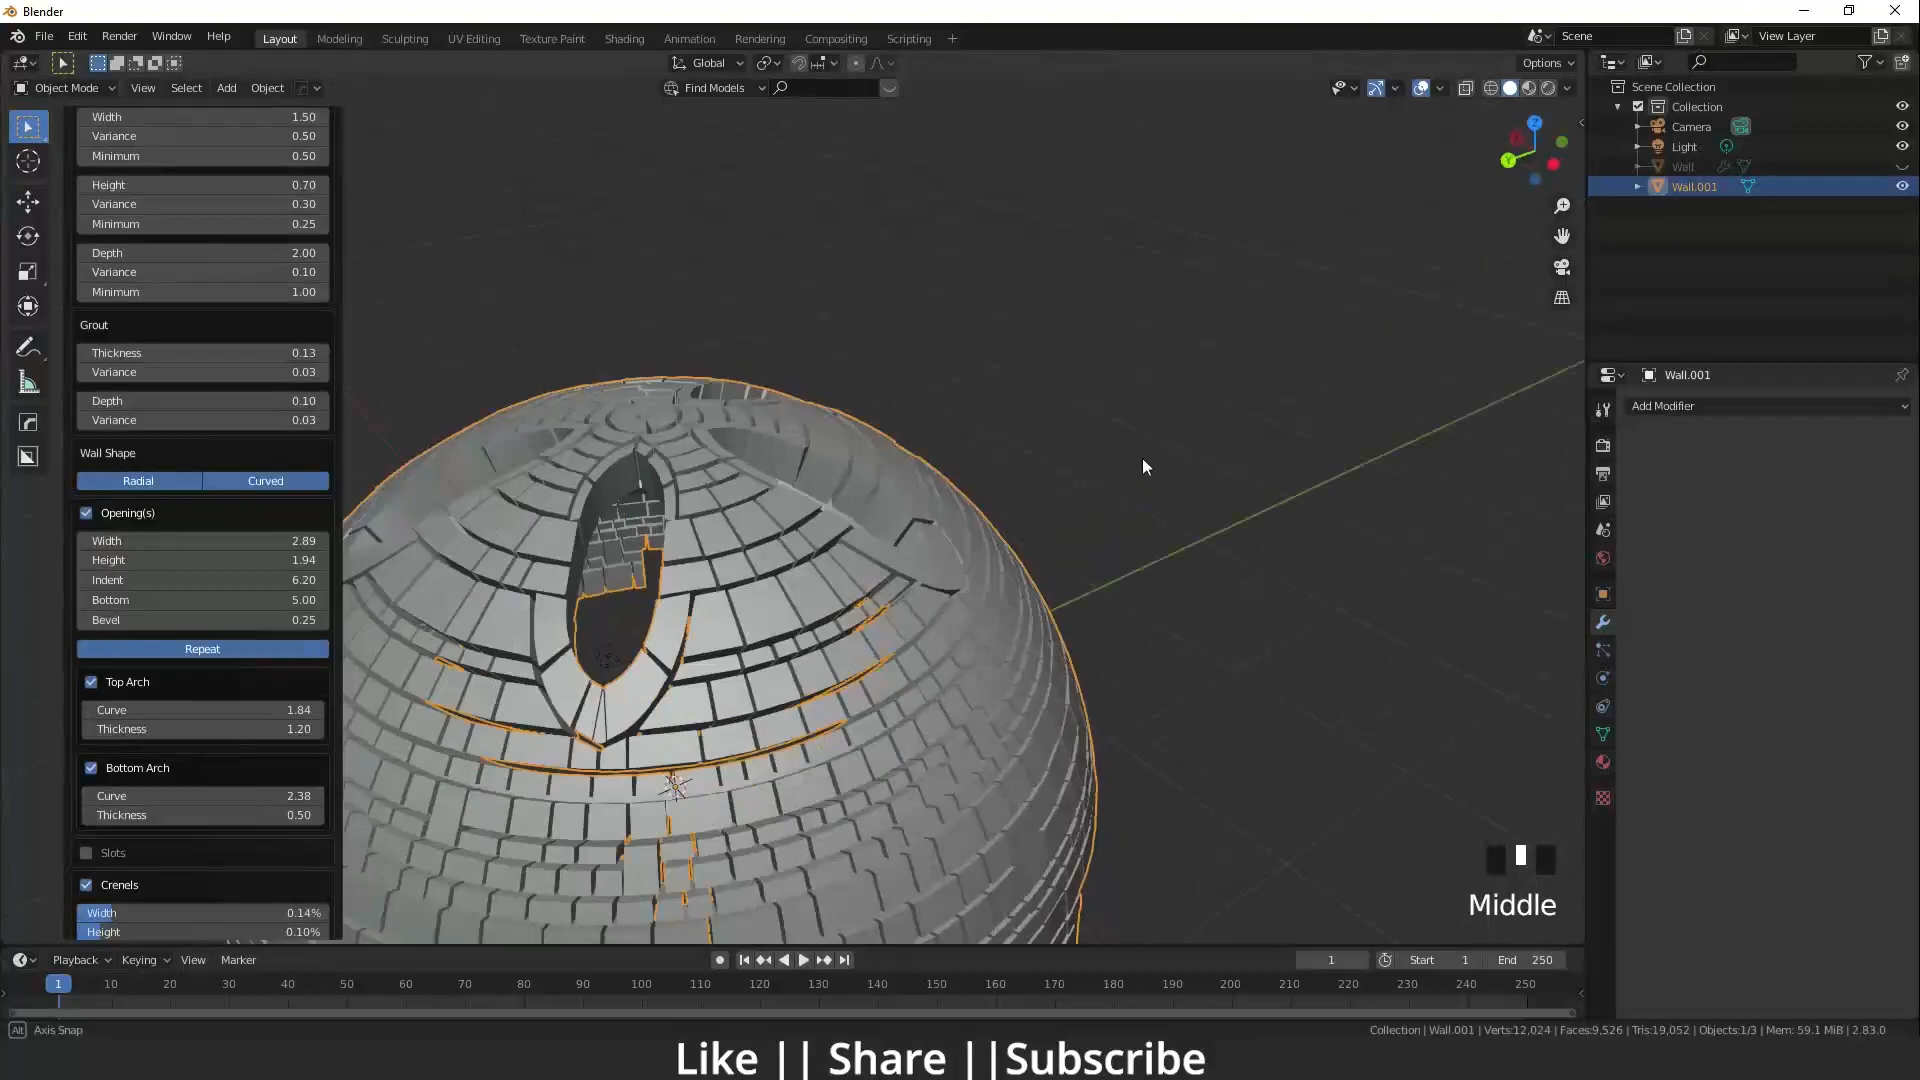 Blender
File Edit Render Window Help
Layout Modeling Sculpting UV Editing Texture Paint Shading Animation Rendering Compositing Scripting +
Scene
View Layer
Global
Options
Object Mode View Select Add Object
Find Models
Scene Collection
Collection
Camera
Light
Wall
Wall.001
Wall.001
Add Modifier
Width 1.50
Variance 0.50
Minimum 0.50
Height 0.70
Variance 0.30
Minimum 0.25
Depth 2.00
Variance 0.10
Minimum 1.00
Grout
Thickness 0.13
Variance 0.03
Depth 0.10
Variance 0.03
Wall Shape
Radial Curved
Opening(s)
Width 2.89
Height 1.94
Indent 6.20
Bottom 5.00
Bevel 0.25
Repeat
Top Arch
Curve 1.84
Thickness 1.20
Bottom Arch
Curve 2.38
Thickness 0.50
Slots
Crenels
Width 0.14%
Height 0.10%
Z
Y
Middle
Playback Keying View Marker
1 Start 1 End 250
1 10 20 30 40 50 60 70 80 90 100 110 120 130 140 150 160 170 180 190 200 210 220 230 240 250
Alt Axis Snap
Collection | Wall.001 | Verts:12,024 | Faces:9,526 | Tris:19,052 | Objects:1/3 | Mem: 59.1 MiB | 2.83.0
Like || Share ||Subscribe